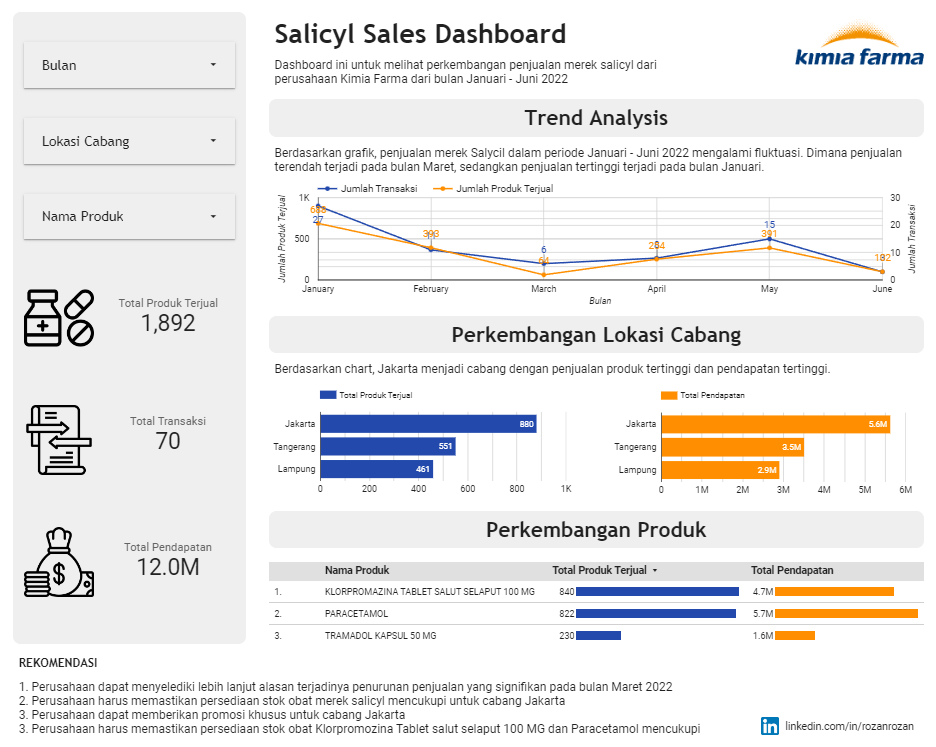 Bulan
Lokasi Cabang
Nama Produk
Total Produk Terjual
1,892
Total Transaksi
70
Total Pendapatan
12.0M
Salicyl Sales Dashboard
Dashboard ini untuk melihat perkembangan penjualan merek salicyl dari
perusahaan Kimia Farma dari bulan Januari - Juni 2022
kimia farma
Trend Analysis
Berdasarkan grafik, penjualan merek Salycil dalam periode Januari - Juni 2022 mengalami fluktuasi. Dimana penjualan
terendah terjadi pada bulan Maret, sedangkan penjualan tertinggi terjadi pada bulan Januari.
Jumlah Transaksi
Jumlah Produk Terjual
Jumlah Produk Terjual
1K
500
0
688
27
393
11
6
64
284
15
391
102
30
20
10
0
Jumlah Transaksi
January
February
March
April
May
June
Bulan
Perkembangan Lokasi Cabang
Berdasarkan chart, Jakarta menjadi cabang dengan penjualan produk tertinggi dan pendapatan tertinggi.
Total Produk Terjual
Jakarta
880
Tangerang
551
Lampung
461
0 200 400 600 800 1K
Total Pendapatan
Jakarta
5.6M
Tangerang
3.5M
Lampung
2.9M
0 1M 2M 3M 4M 5M 6M
Perkembangan Produk
Nama Produk Total Produk Terjual Total Pendapatan
1. KLORPROMAZINA TABLET SALUT SELAPUT 100 MG 840 4.7M
2. PARACETAMOL 822 5.7M
3. TRAMADOL KAPSUL 50 MG 230 1.6M
REKOMENDASI
1. Perusahaan dapat menyelediki lebih lanjut alasan terjadinya penurunan penjualan yang signifikan pada bulan Maret 2022
2. Perusahaan harus memastikan persediaan stok obat merek salicyl mencukupi untuk cabang Jakarta
3. Perusahaan dapat memberikan promosi khusus untuk cabang Jakarta
3. Perusahaan harus memastikan persediaan stok obat Klorpromozina Tablet salut selaput 100 MG dan Paracetamol mencukupi
in
linkedin.com/in/rozanrozan